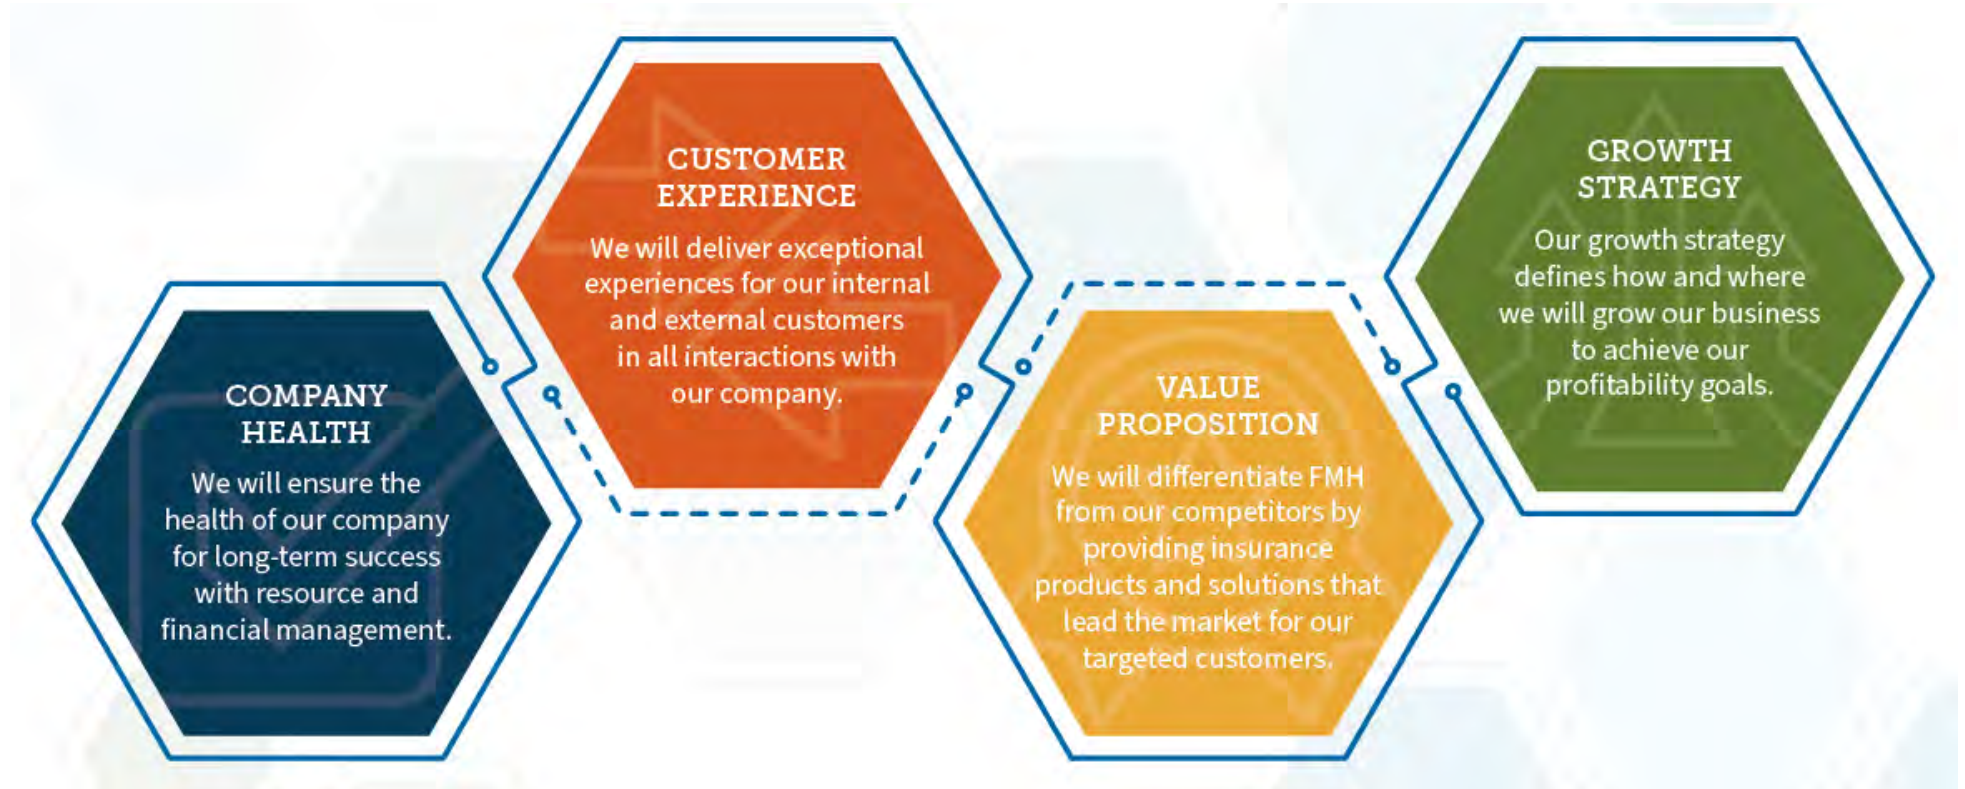 COMPANY
HEALTH
We will ensure the
health of our company
for long-term success
with resource and
financial management.
CUSTOMER
EXPERIENCE
We will deliver exceptional
experiences for our internal
and external customers
in all interactions with
our company.
VALUE
PROPOSITION
We will differentiate FMH
from our competitors by
providing insurance
products and solutions that
lead the market for our
targeted customers.
GROWTH
STRATEGY
Our growth strategy
defines how and where
we will grow our business
to achieve our
profitability goals.